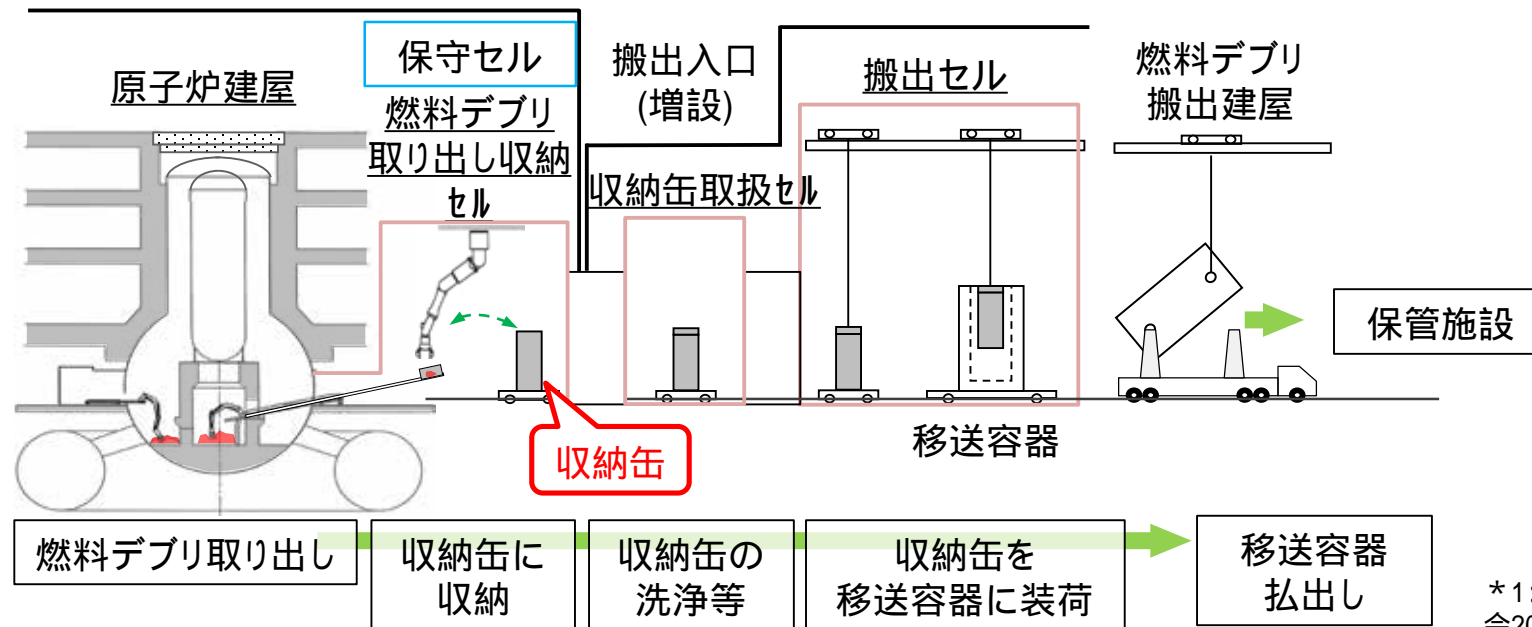 原子炉建屋
保守セル
燃料デブリ
取り出し収納
セル
搬出入口
(増設)
収納缶取扱セル
搬出セル
燃料デブリ
搬出建屋
保管施設
収納缶
移送容器
燃料デブリ取り出し
収納缶に
収納
収納缶の
洗浄等
収納缶を
移送容器に装荷
移送容器
払出し
*1: